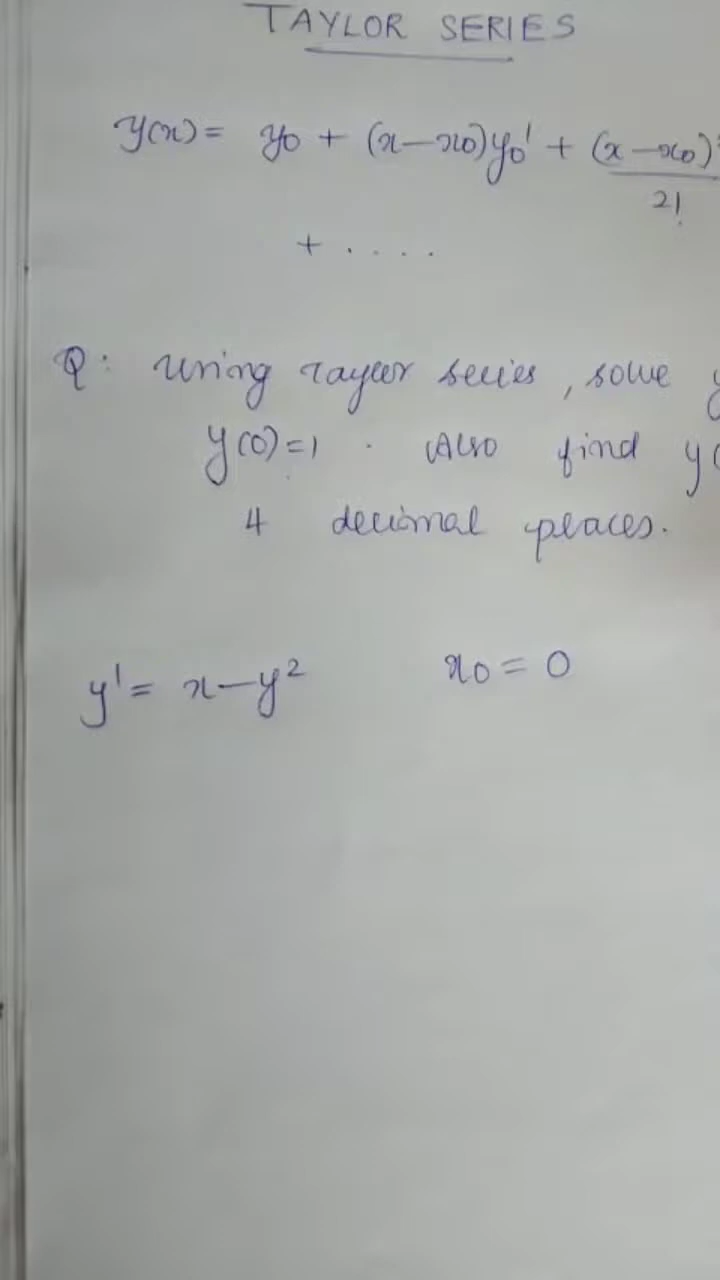 TAYLOR SERIES
y(x) = y0 + (x-x0)y0' + (x-x0)
2!
+ ....
Q: Using Taylor series, solve y
y(0)=1 . Also find y(
4 decimal places.
y' = x-y² x0 = 0